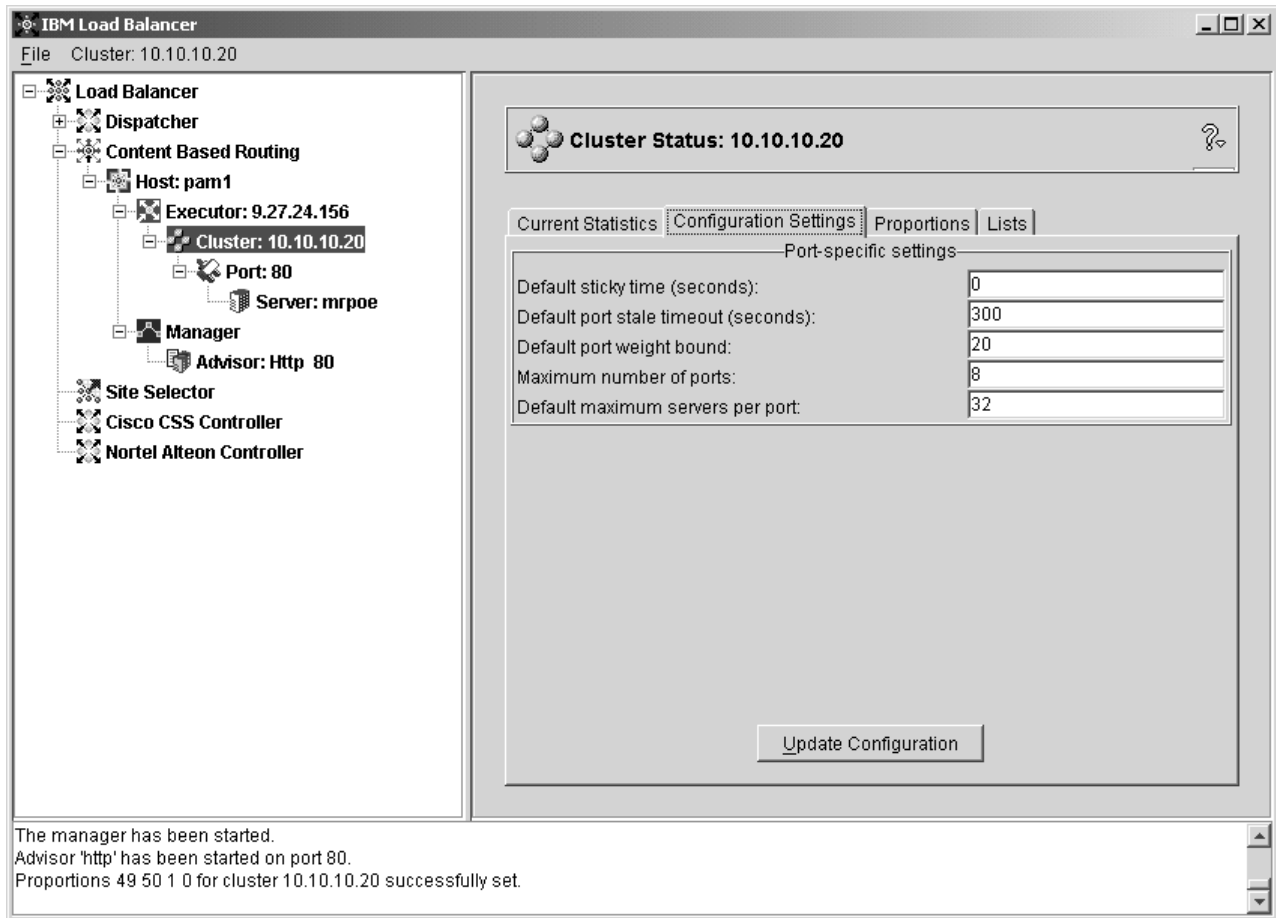 IBM Load Balancer
File Cluster: 10.10.10.20
Load Balancer
Dispatcher
Content Based Routing
Host: pam1
Executor: 9.27.24.156
Cluster: 10.10.10.20
Port: 80
Server: mrpoe
Manager
Advisor: Http 80
Site Selector
Cisco CSS Controller
Nortel Alteon Controller
Cluster Status: 10.10.10.20
?
Current Statistics Configuration Settings Proportions Lists
Port-specific settings
Default sticky time (seconds): 0
Default port stale timeout (seconds): 300
Default port weight bound: 20
Maximum number of ports: 8
Default maximum servers per port: 32
Update Configuration
The manager has been started.
Advisor 'http' has been started on port 80.
Proportions 49 50 1 0 for cluster 10.10.10.20 successfully set.